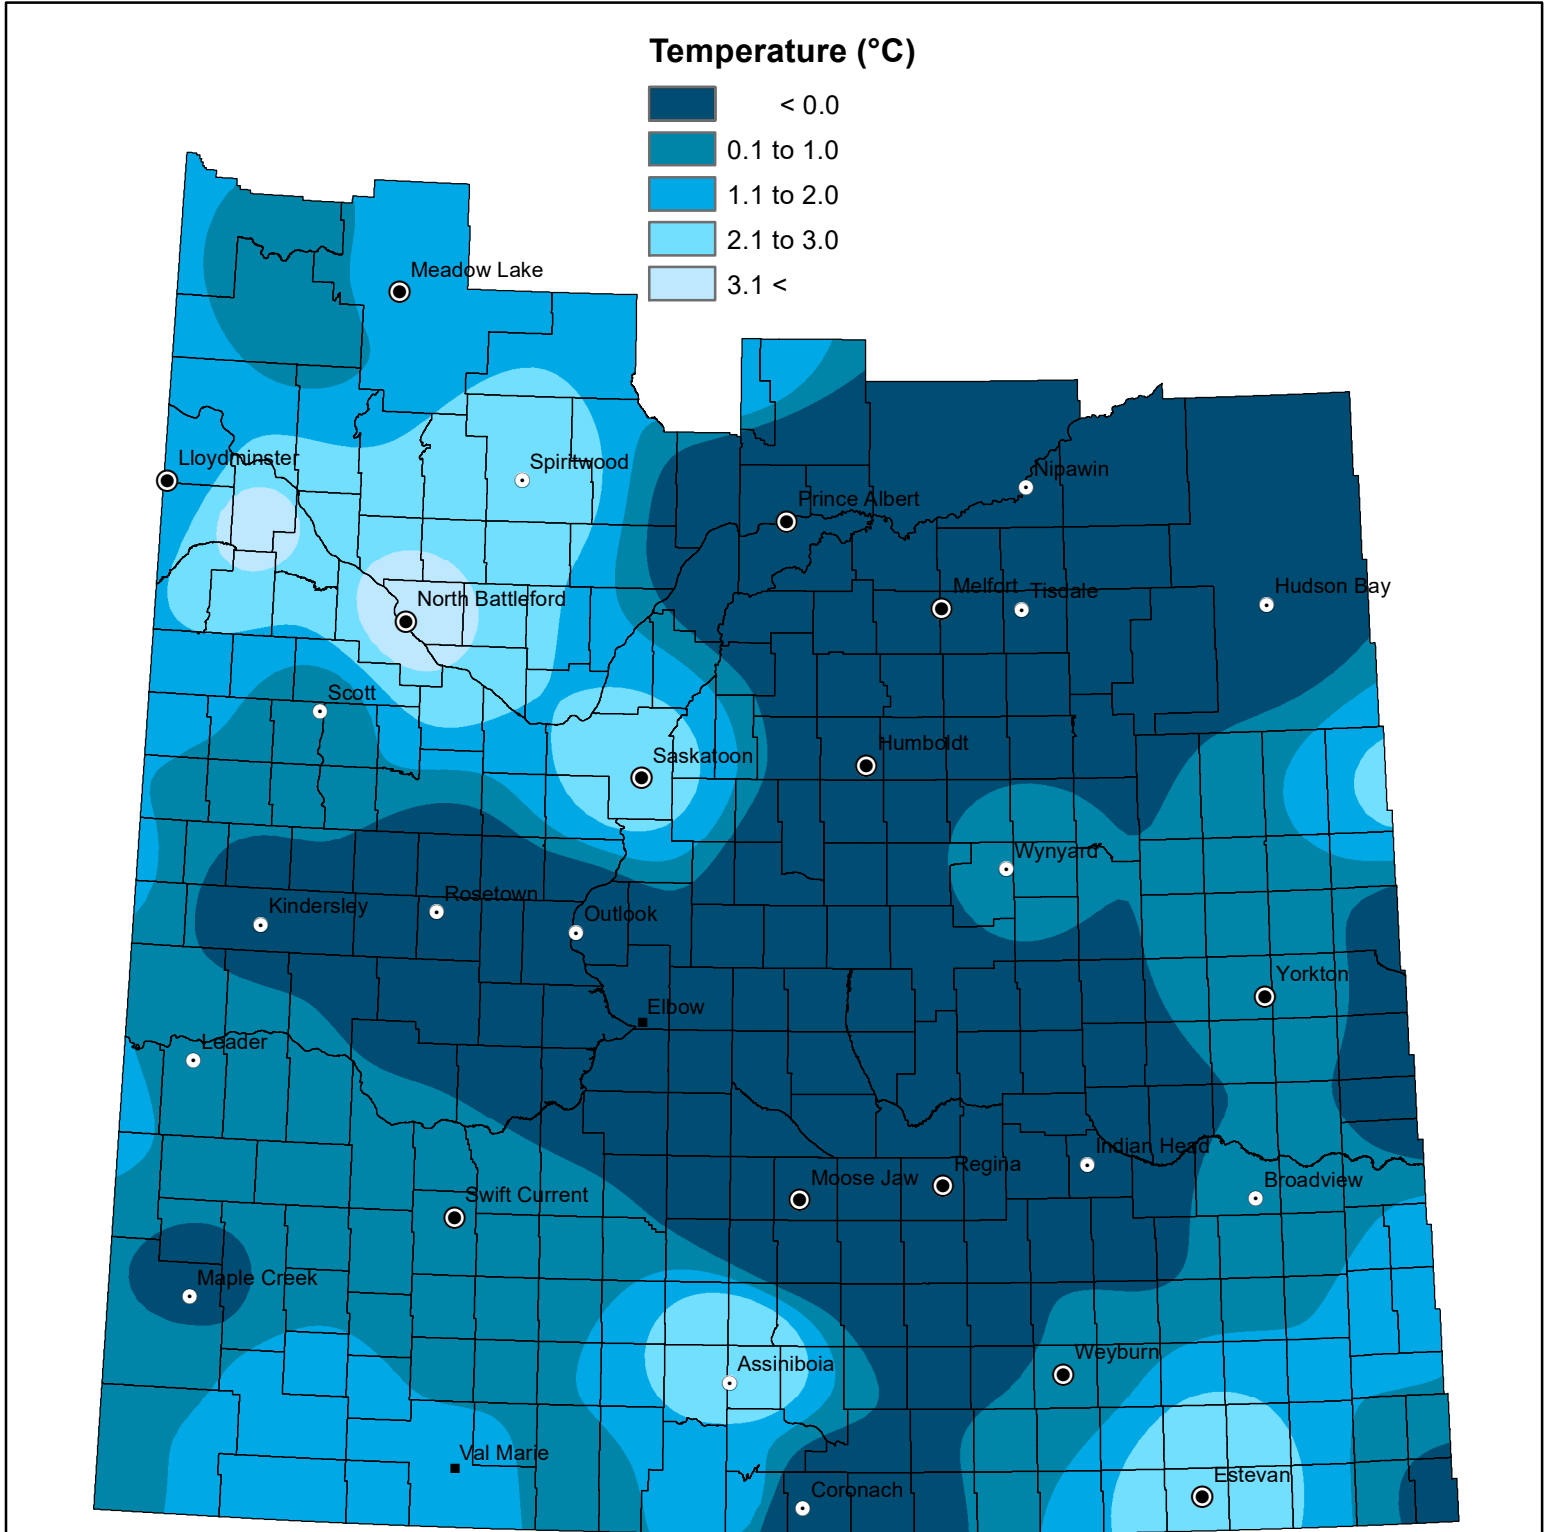 Temperature (°C)
< 0.0
0.1 to 1.0
1.1 to 2.0
2.1 to 3.0
3.1 <
Meadow Lake
Lloydminster
Spiritwood
Nipawin
Prince Albert
North Battleford
Melfort
Tisdale
Hudson Bay
Scott
Saskatoon
Humboldt
Wynyard
Kindersley
Rosetown
Outlook
Yorkton
Elbow
Leader
Indian Head
Moose Jaw
Regina
Broadview
Swift Current
Maple Creek
Assiniboia
Weyburn
Val Marie
Coronach
Estevan